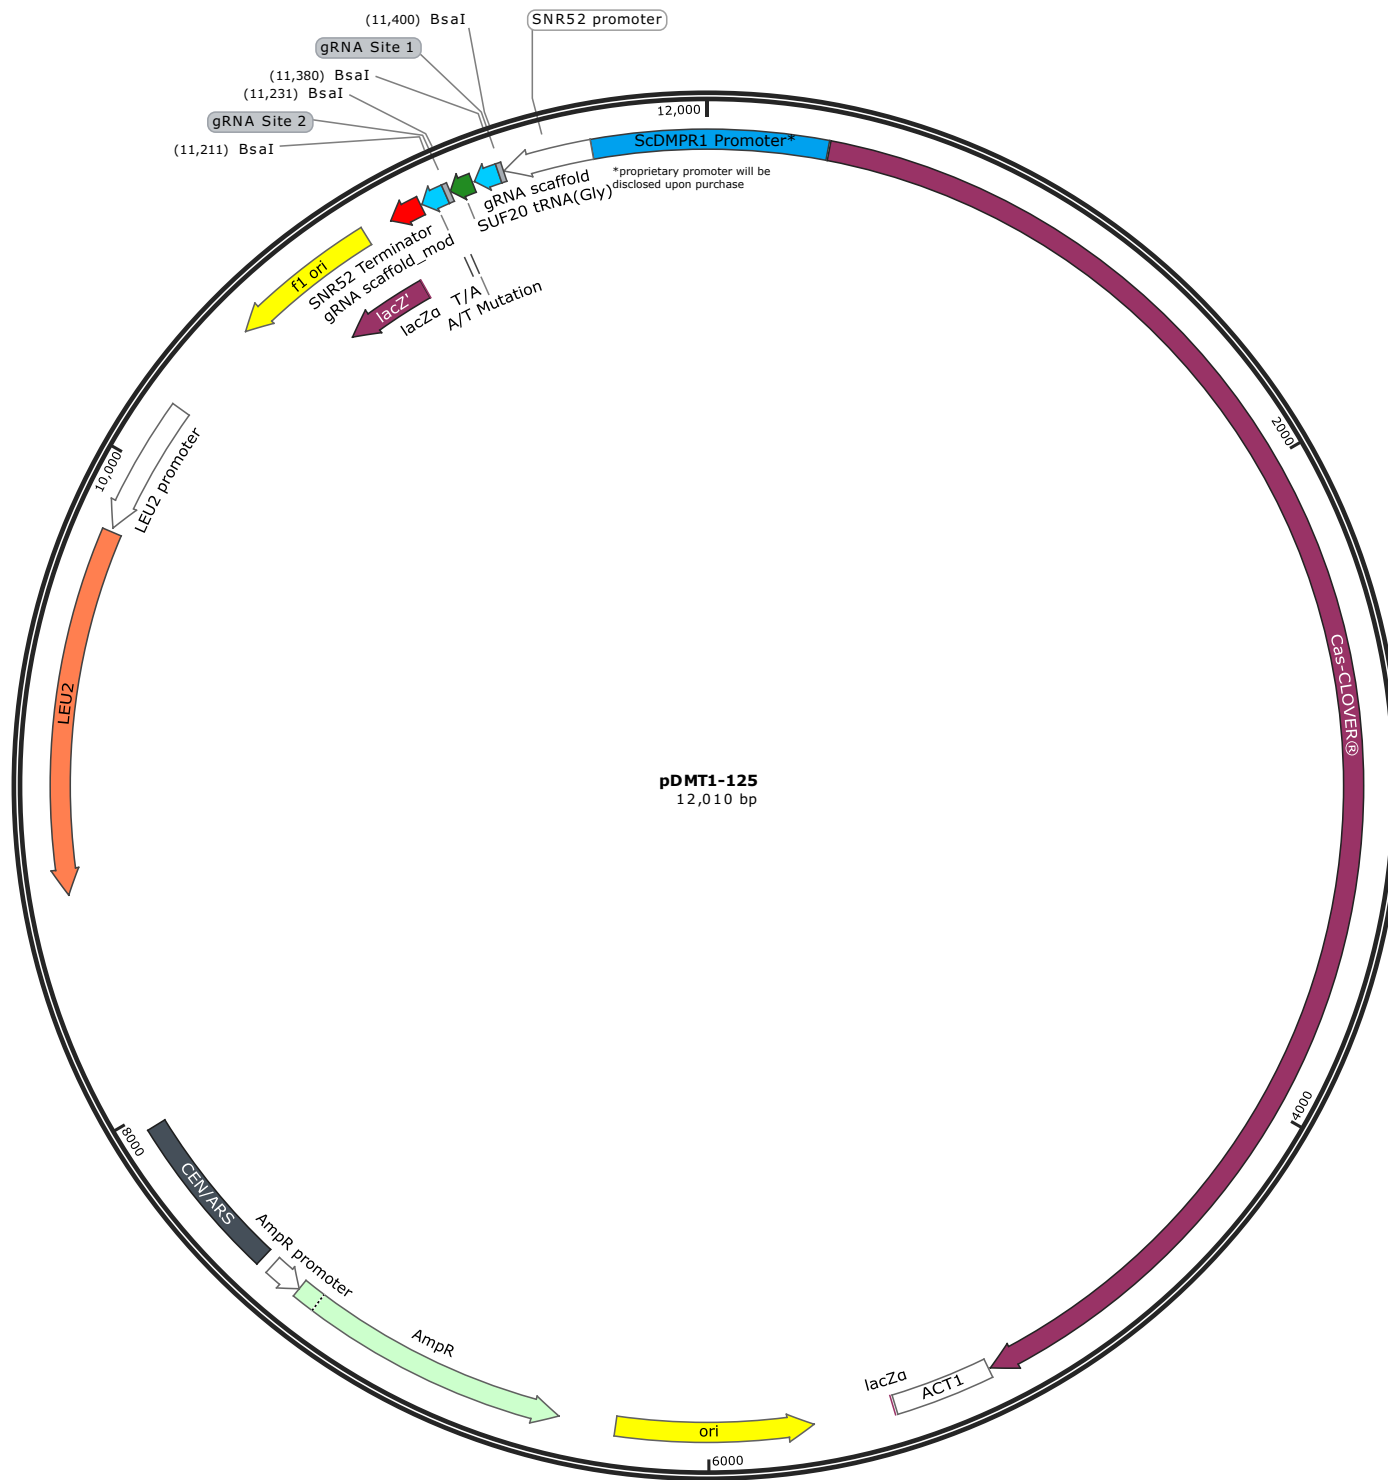 (11,400) BsaI
SNR52 promoter
gRNA Site 1
(11,380) BsaI
(11,231) BsaI
gRNA Site 2
(11,211) BsaI
12,000
ScDMPR1 Promoter*
*proprietary promoter will be
disclosed upon purchase
gRNA scaffold
SUF20 tRNA(Gly)
SNR52 Terminator
gRNA scaffold_mod
f1 ori
T/A
A/T Mutation
lacZ'
lacZα
2000
10,000
LEU2 promoter
Cas-CLOVER®
LEU2
pDMT1-125
12,010 bp
4000
8000
CEN/ARS
AmpR promoter
AmpR
lacZα
ACT1
ori
6000